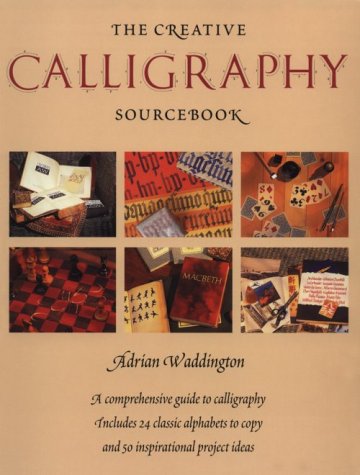 THE CREATIVE
CALLIGRAPHY
SOURCEBOOK
MACBETH
Adrian Waddington
A comprehensive guide to calligraphy
Includes 24 classic alphabets to copy
and 50 inspirational project ideas